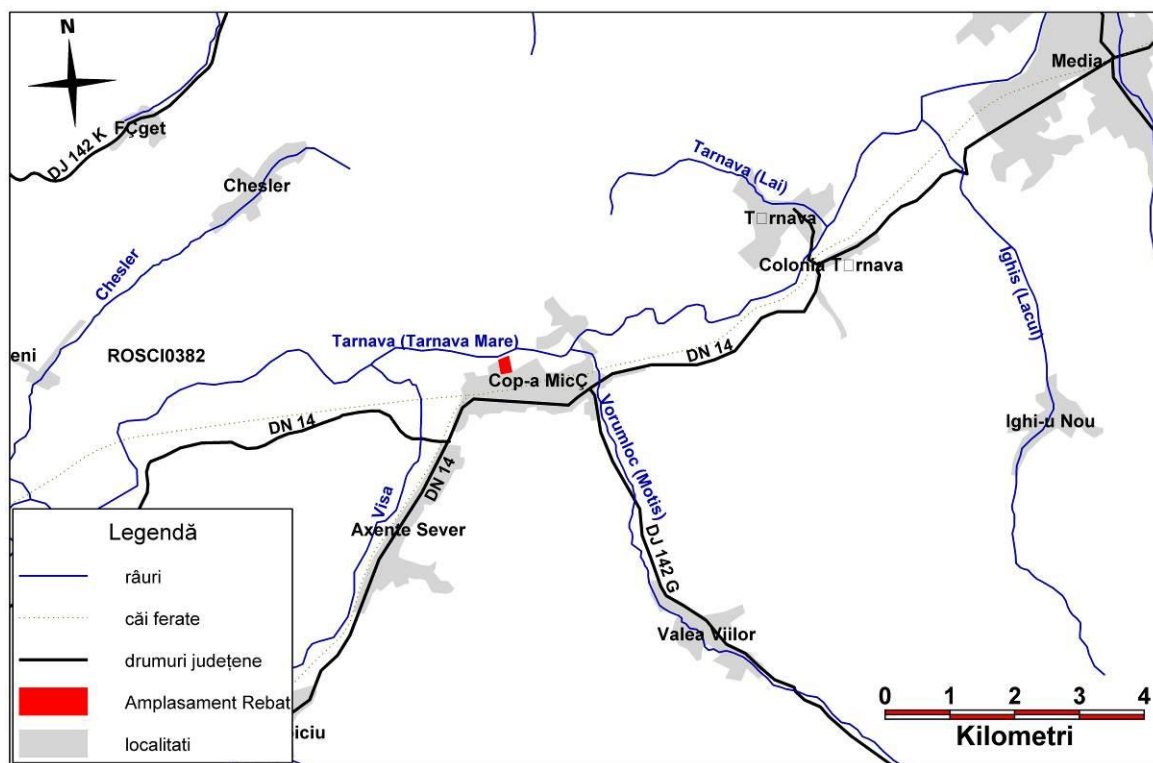 N
Media
FÇget
DJ 142 K
Chesler
Tarnava (Lai)
T□rnava
Colonia T□rnava
Ighis (Lacul)
Chesler
eni
ROSCI0382
Tarnava (Tarnava Mare)
Cop-a MicÇ
DN 14
DN 14
DN 14
Vorumloc (Motis)
Ighi-u Nou
Visa
Axente Sever
DJ 142 G
Valea Viilor
biciu
Legendă
râuri
căi ferate
drumuri județene
Amplasament Rebat
localitati
0 1 2 3 4
Kilometri